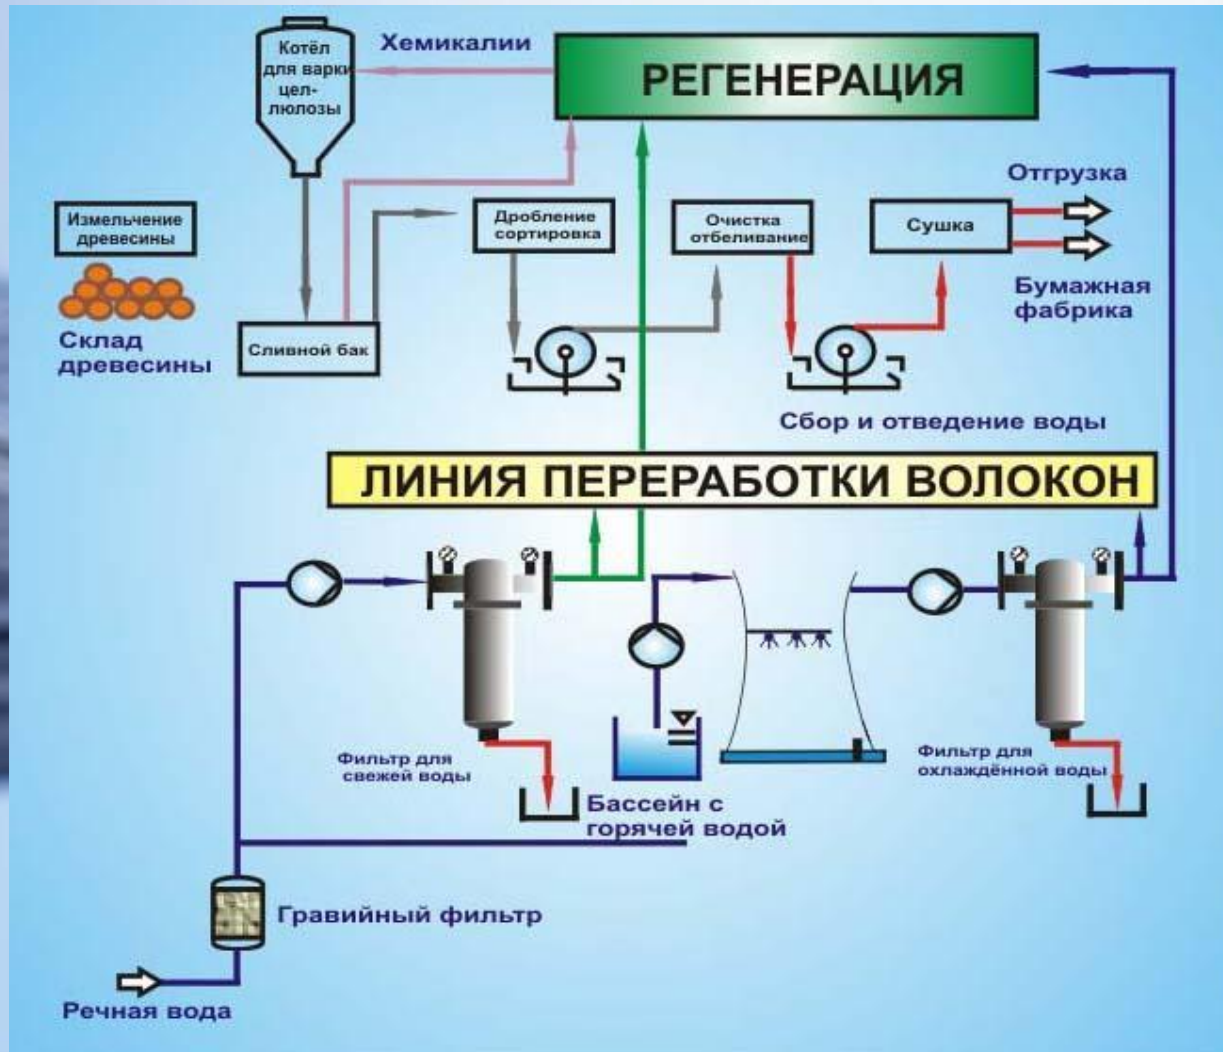 Котёл
для варки
цел-
люлозы
Хемикалии
РЕГЕНЕРАЦИЯ
Отгрузка
Измельчение
древесины
Дробление
сортировка
Очистка
отбеливание
Сушка
Бумажная
фабрика
Склад
древесины
Сливной бак
Сбор и отведение воды
ЛИНИЯ ПЕРЕРАБОТКИ ВОЛОКОН
Фильтр для
свежей воды
Фильтр для
охлаждённой воды
Бассейн с
горячей водой
Гравийный фильтр
Речная вода